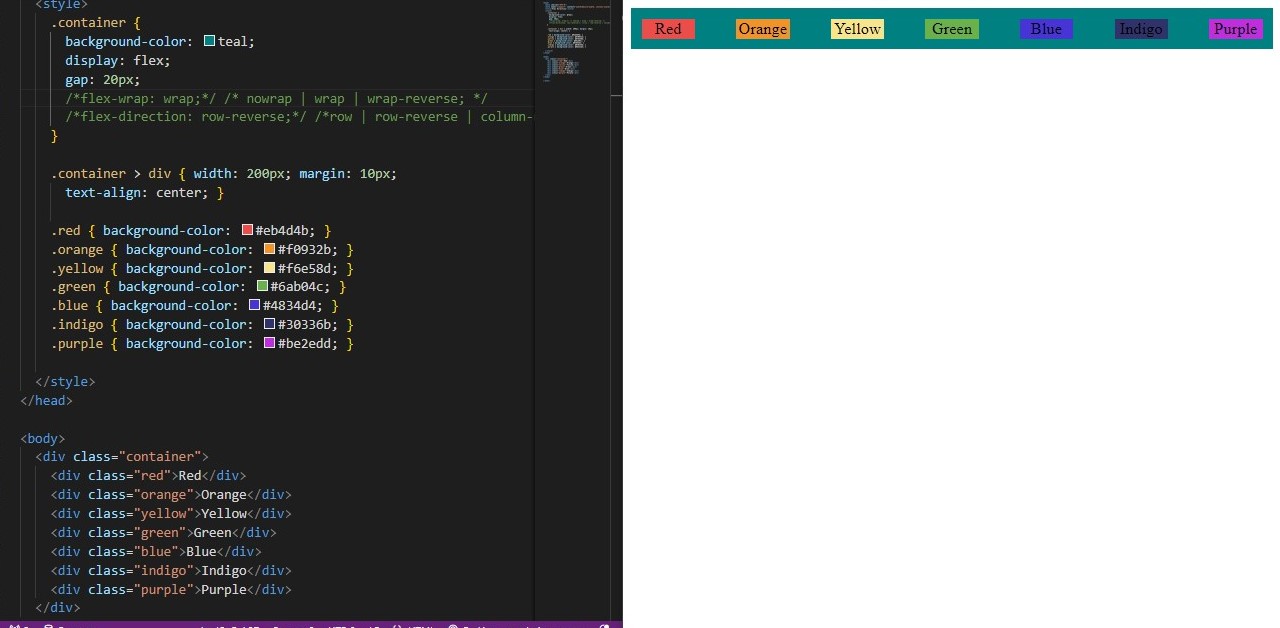 <style>
.container {
background-color: teal;
display: flex;
gap: 20px;
/*flex-wrap: wrap;*/ /* nowrap | wrap | wrap-reverse; */
/*flex-direction: row-reverse;*/ /*row | row-reverse | column-
}
.container > div { width: 200px; margin: 10px;
text-align: center; }
.red { background-color: #eb4d4b; }
.orange { background-color: #f0932b; }
.yellow { background-color: #f6e58d; }
.green { background-color: #6ab04c; }
.blue { background-color: #4834d4; }
.indigo { background-color: #30336b; }
.purple { background-color: #be2edd; }
</style>
</head>
<body>
<div class="container">
<div class="red">Red</div>
<div class="orange">Orange</div>
<div class="yellow">Yellow</div>
<div class="green">Green</div>
<div class="blue">Blue</div>
<div class="indigo">Indigo</div>
<div class="purple">Purple</div>
</div>
Red Orange Yellow Green Blue Indigo Purple